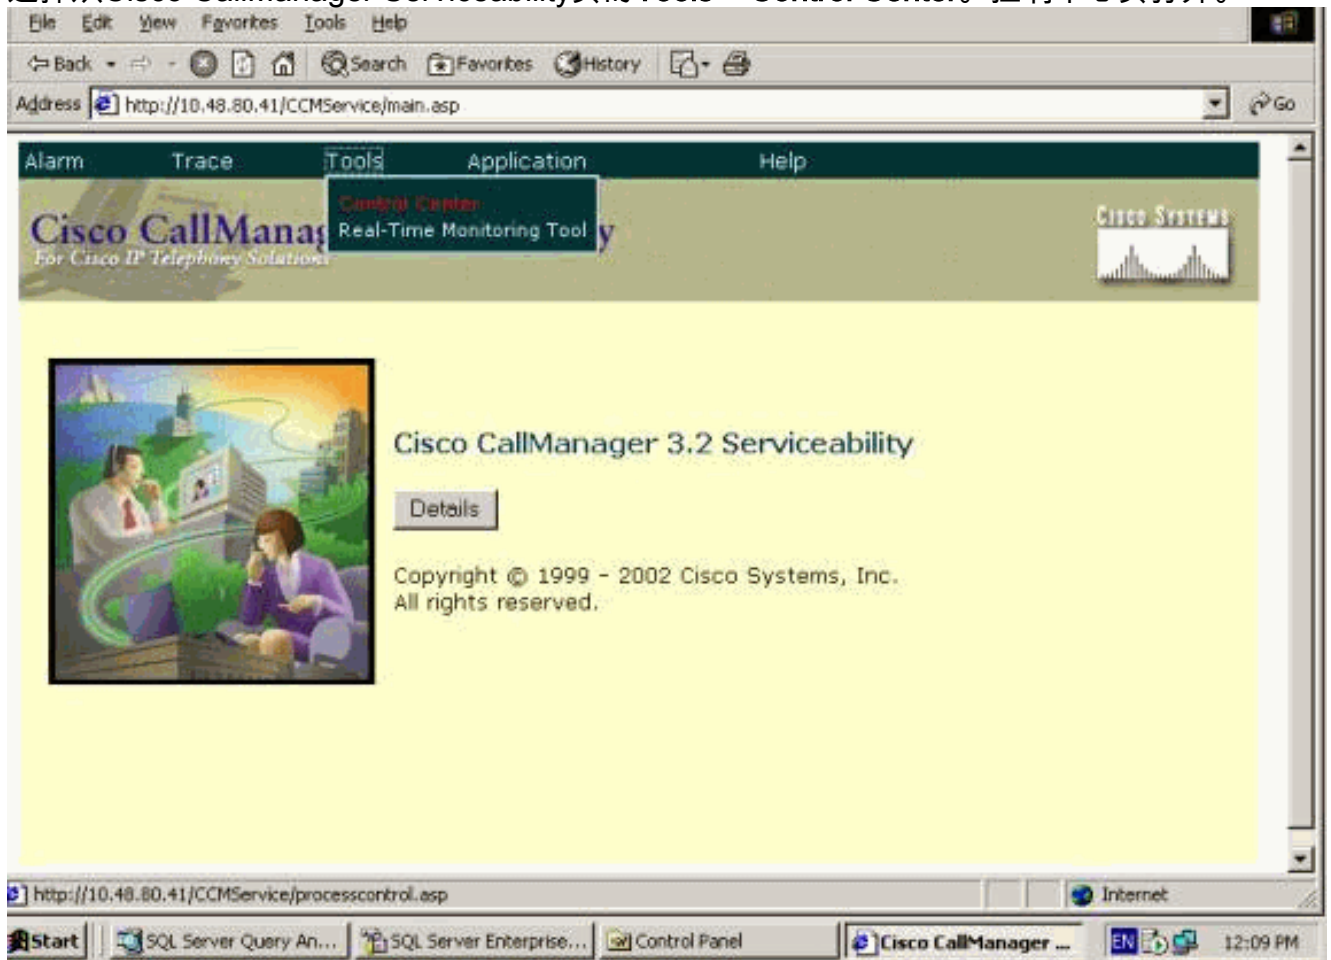 File Edit View Favorites Tools Help
Back Search Favorites History
Address http://10.48.80.41/CCMService/main.asp Go
Alarm Trace Tools Application Help
Control Center
Real-Time Monitoring Tool
Cisco CallManag y
For Cisco IP Telephony Solutions
CISCO SYSTEMS
Cisco CallManager 3.2 Serviceability
Details
Copyright © 1999 - 2002 Cisco Systems, Inc.
All rights reserved.
http://10.48.80.41/CCMService/processcontrol.asp Internet
Start SQL Server Query An... SQL Server Enterprise... Control Panel Cisco CallManager ... EN 12:09 PM